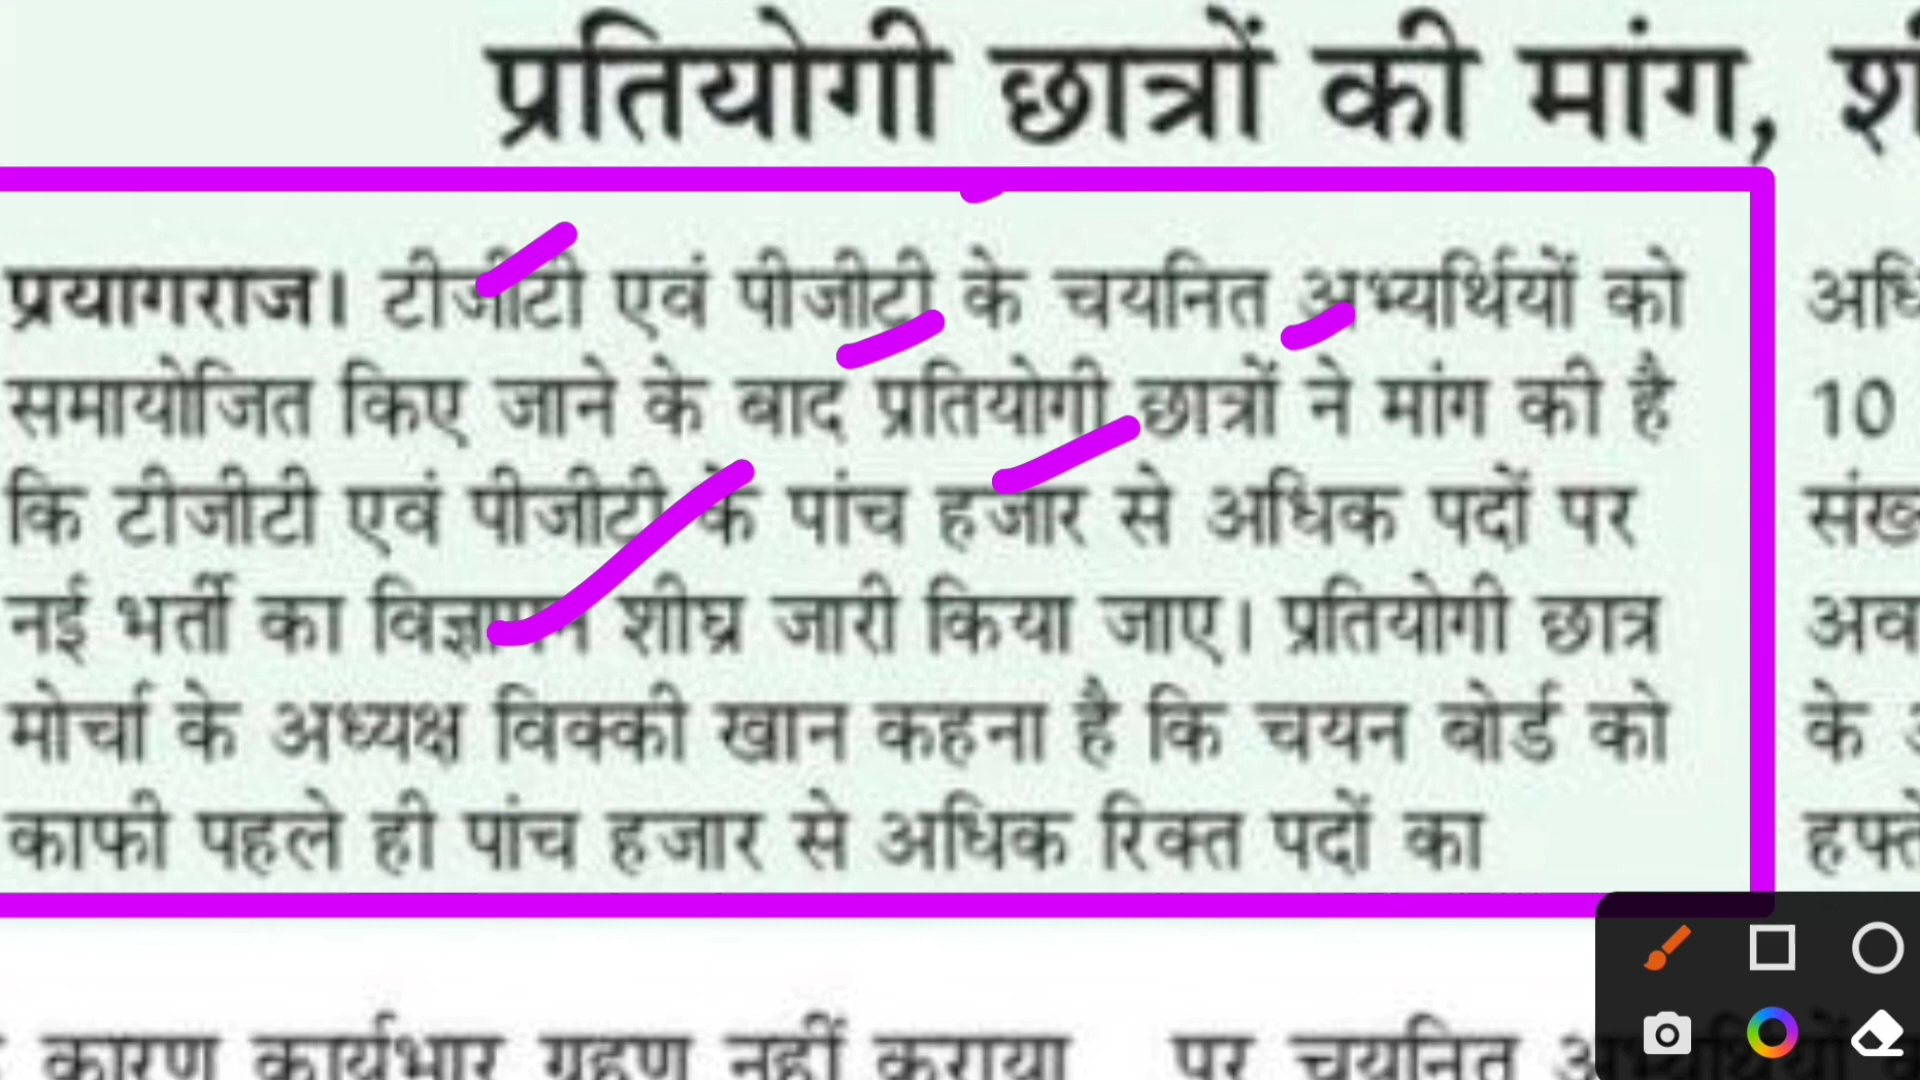 प्रतियोगी छात्रों की मांग,
प्रयागराज। टीजीटी एवं पीजीटी के चयनित अभ्यर्थियों को
समायोजित किए जाने के बाद प्रतियोगी छात्रों ने मांग की है
कि टीजीटी एवं पीजीटी के पांच हजार से अधिक पदों पर
नई भर्ती का विज्ञापन शीघ्र जारी किया जाए। प्रतियोगी छात्र
मोर्चा के अध्यक्ष विक्की खान कहना है कि चयन बोर्ड को
काफी पहले ही पांच हजार से अधिक रिक्त पदों का
10
के
कारण कार्यभार ग्रहण नहीं कराया
पर चयनित